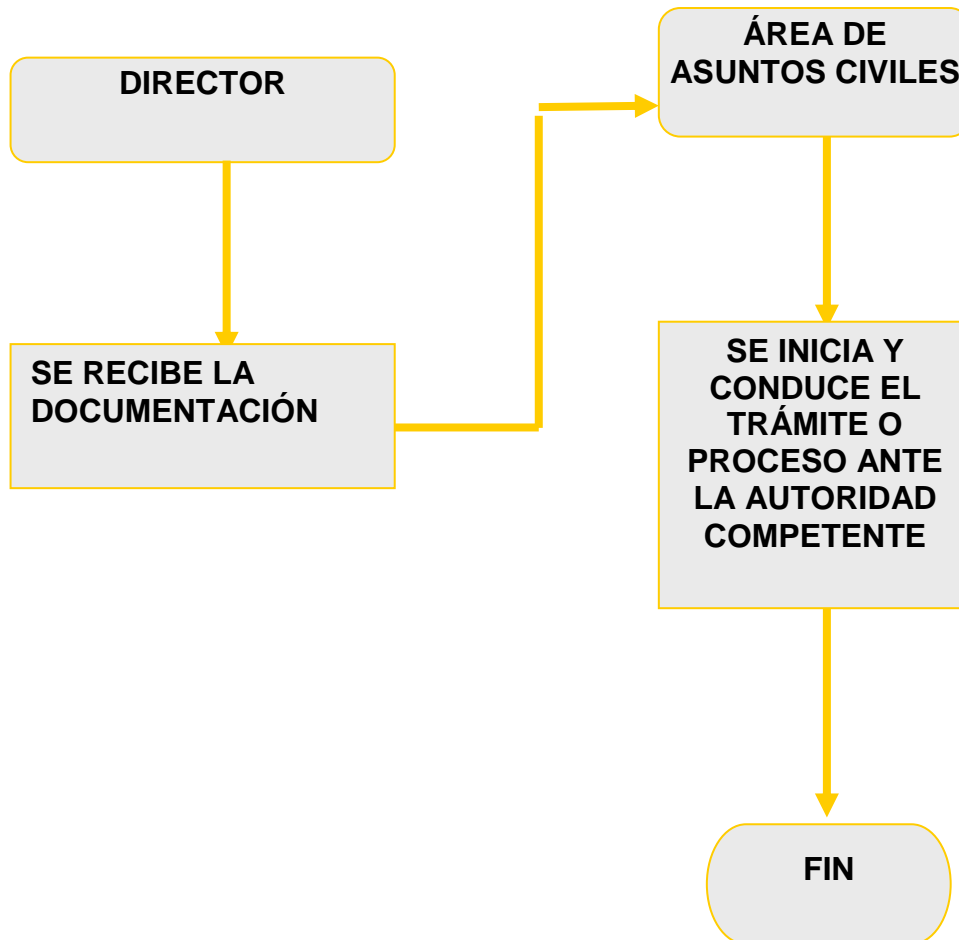 DIRECTOR
SE RECIBE LA
DOCUMENTACIÓN
ÁREA DE
ASUNTOS CIVILES
SE INICIA Y
CONDUCE EL
TRÁMITE O
PROCESO ANTE
LA AUTORIDAD
COMPETENTE
FIN